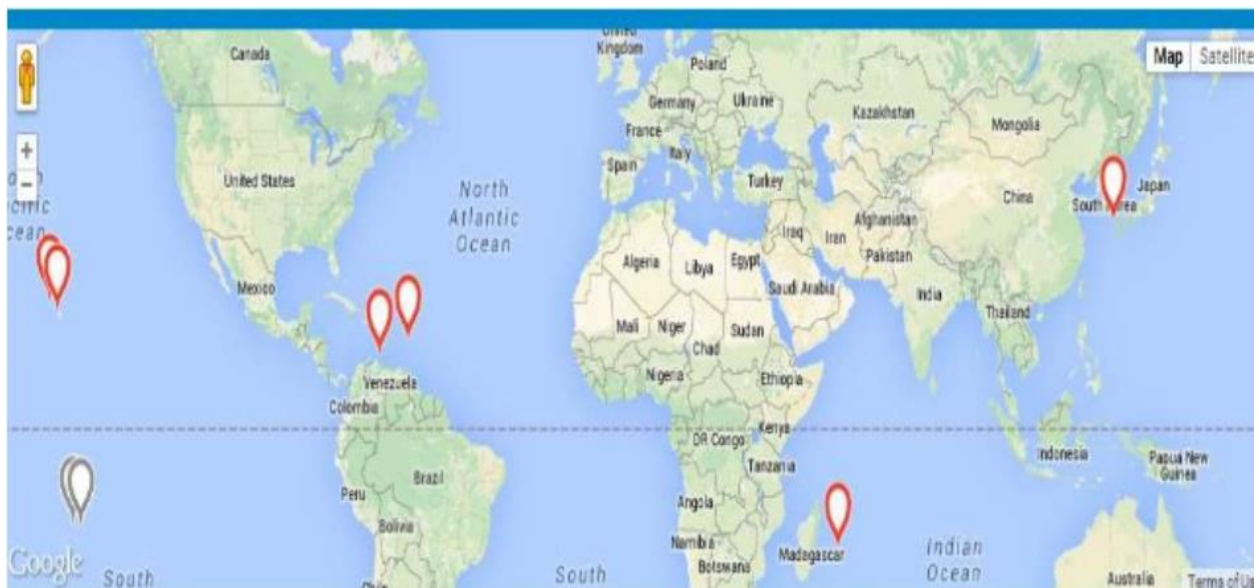 United
Kingdom
Canada
Poland
Map Satellite
Germany
Ukraine
Kazakhstan
France
Mongolia
Italy
+
Spain
North
Atlantic
Ocean
United States
Turkey
China
Japan
−
Afghanistan
Iraq
Iran
Algeria
Libya
Egypt
Pakistan
Mexico
Saudi Arabia
India
Mali
Niger
Sudan
Thailand
Chad
Nigeria
Ethiopia
Venezuela
Colombia
Kenya
DR Congo
Indonesia
Papua New
Guinea
Tanzania
Brazil
Peru
Angola
Bolivia
Namibia
Madagascar
Indian
Ocean
Botswana
Google
South
South
Australia
Terms of